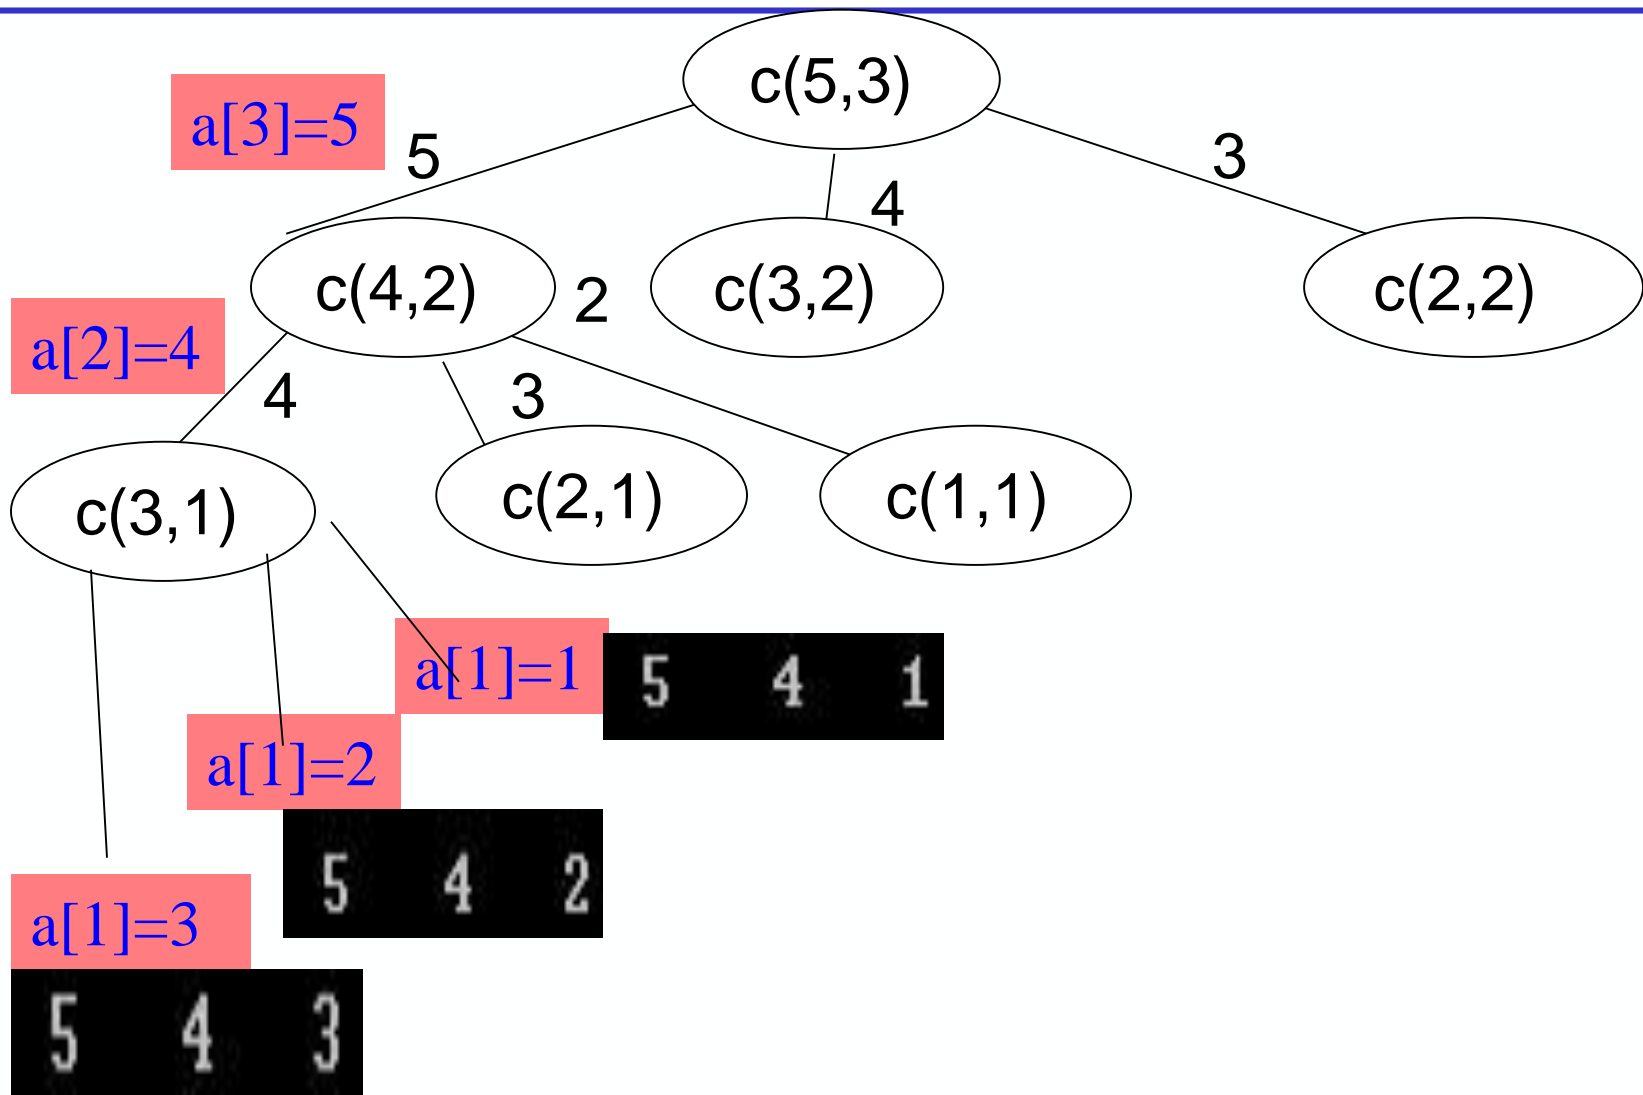 c(5,3)
a[3]=5
5
3
4
c(4,2)
2
c(3,2)
c(2,2)
a[2]=4
4
3
c(3,1)
c(2,1)
c(1,1)
a[1]=1
5 4 1
a[1]=2
5 4 2
a[1]=3
5 4 3